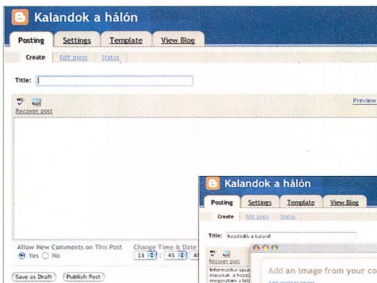 Kalandok a hálón
Posting Settings Template View Blog
Create Edit posts Status
Title:
Preview
Recover post
Allow New Comments on This Post Change Time & Date
Yes No 11 : 45
Save as Draft Publish Post
Kalandok a hálón
Posting Settings Template View Blog
Create Edit posts Status
Title:
Recover post
Add an image from your co